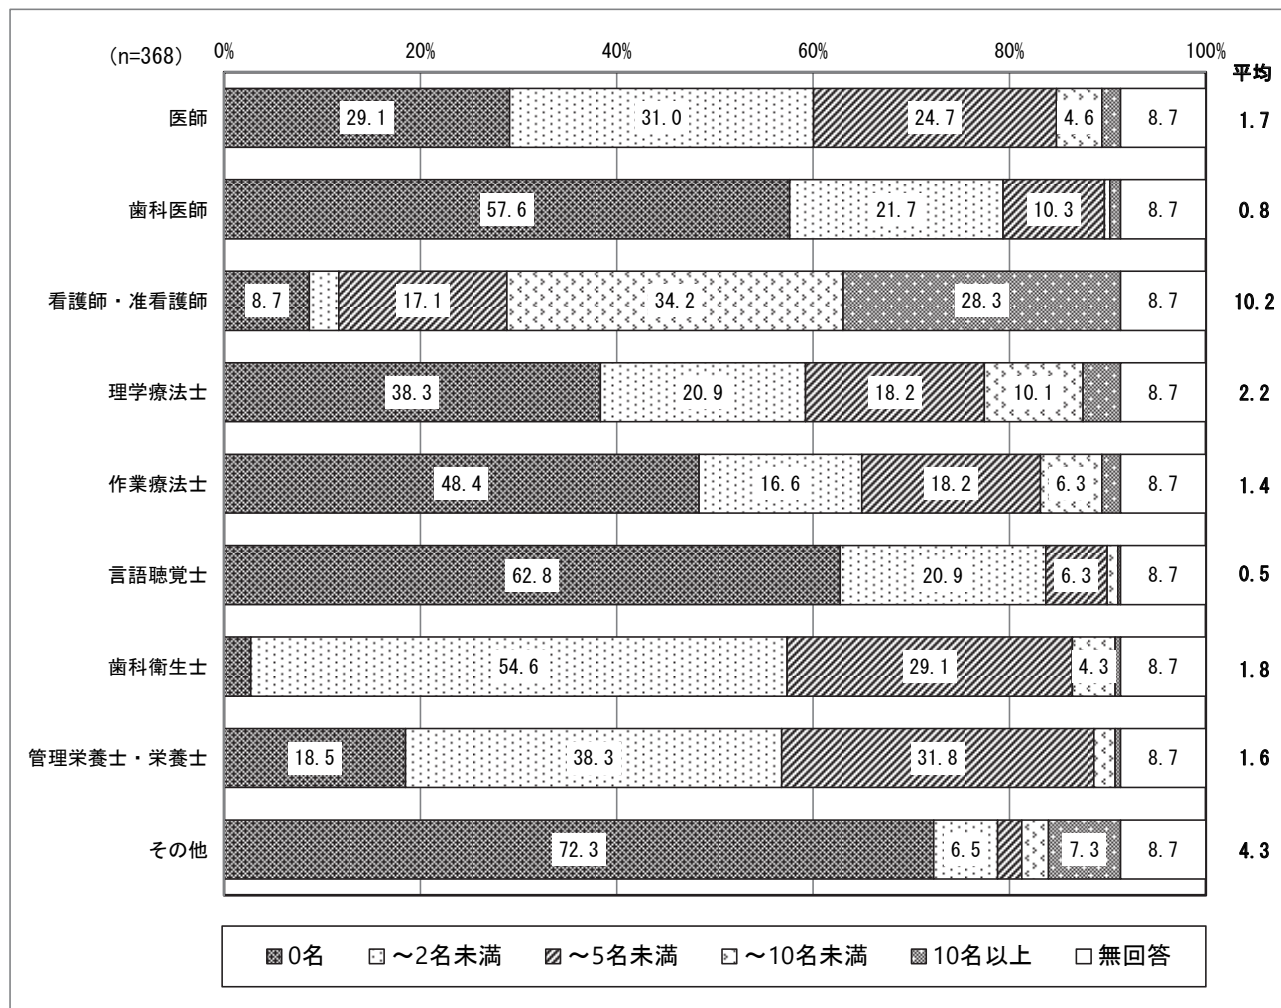 (n=368)
0% 20% 40% 60% 80% 100%
平均
医師 29.1 31.0 24.7 4.6 8.7 1.7
歯科医師 57.6 21.7 10.3 8.7 0.8
看護師・准看護師 8.7 17.1 34.2 28.3 8.7 10.2
理学療法士 38.3 20.9 18.2 10.1 8.7 2.2
作業療法士 48.4 16.6 18.2 6.3 8.7 1.4
言語聴覚士 62.8 20.9 6.3 8.7 0.5
歯科衛生士 54.6 29.1 4.3 8.7 1.8
管理栄養士・栄養士 18.5 38.3 31.8 8.7 1.6
その他 72.3 6.5 7.3 8.7 4.3
0名 ～2名未満 ～5名未満 ～10名未満 10名以上 無回答